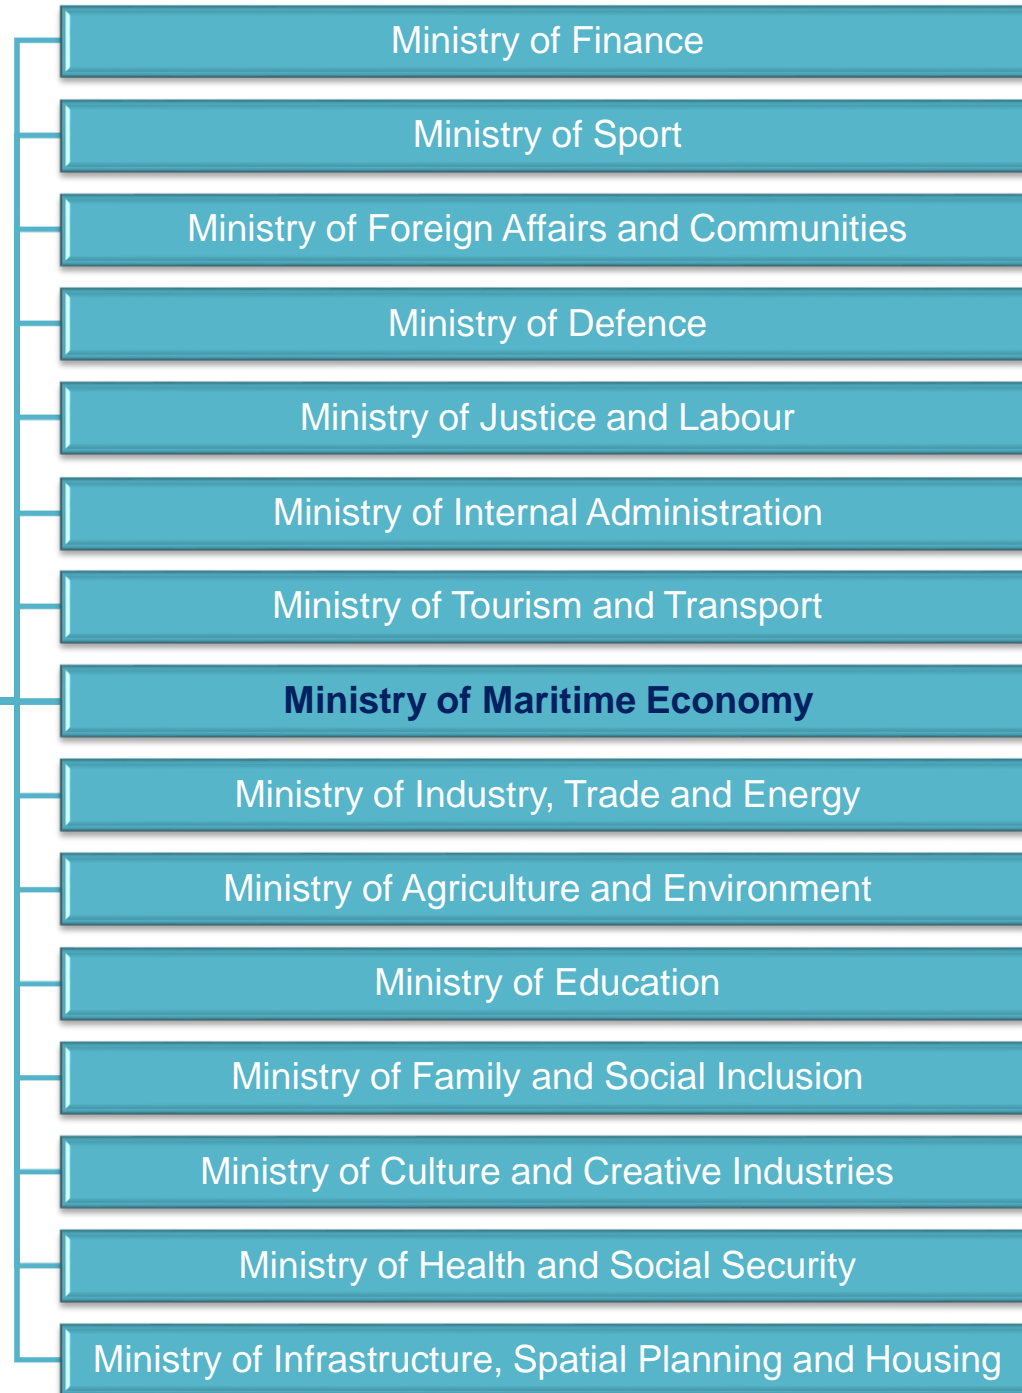 Ministry of Finance
Ministry of Sport
Ministry of Foreign Affairs and Communities
Ministry of Defence
Ministry of Justice and Labour
Ministry of Internal Administration
Ministry of Tourism and Transport
Ministry of Maritime Economy
Ministry of Industry, Trade and Energy
Ministry of Agriculture and Environment
Ministry of Education
Ministry of Family and Social Inclusion
Ministry of Culture and Creative Industries
Ministry of Health and Social Security
Ministry of Infrastructure, Spatial Planning and Housing